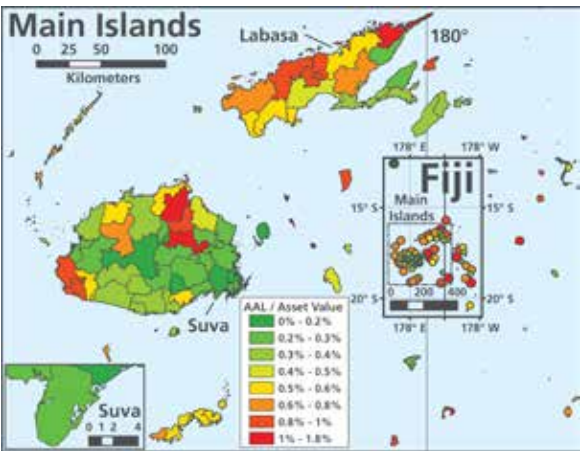 Main Islands
0 25 50 100
Kilometers
Labasa
180°
178° E 178° W
Fiji
Main
Islands
15° S 15° S
20° S 20° S
0 200 400
178° E 178° W
Suva
AAL / Asset Value
0% - 0.2%
0.2% - 0.3%
0.3% - 0.4%
0.4% - 0.5%
0.5% - 0.6%
0.6% - 0.8%
0.8% - 1%
1% - 1.8%
Suva
0 1 2 4